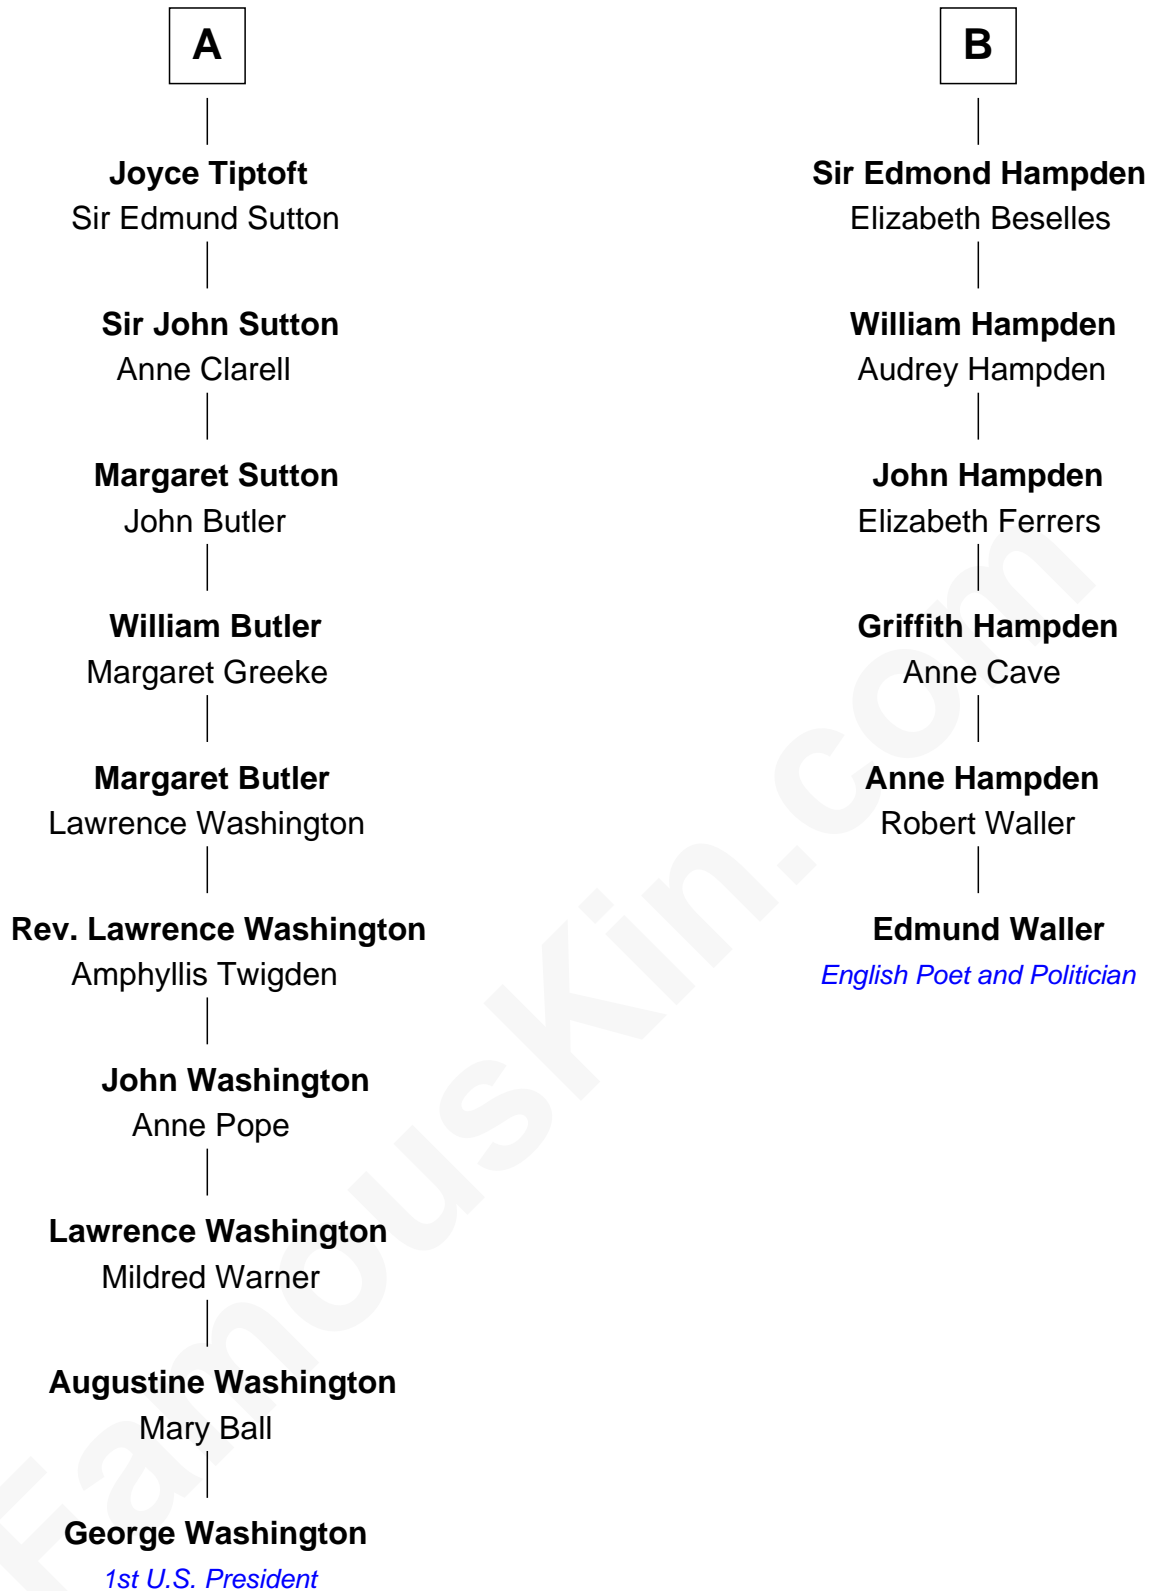 A
Joyce Tiptoft
Sir Edmund Sutton
Sir John Sutton
Anne Clarell
Margaret Sutton
John Butler
William Butler
Margaret Greeke
Margaret Butler
Lawrence Washington
Rev. Lawrence Washington
Amphyllis Twigden
John Washington
Anne Pope
Lawrence Washington
Mildred Warner
Augustine Washington
Mary Ball
George Washington
1st U.S. President
B
Sir Edmond Hampden
Elizabeth Beselles
William Hampden
Audrey Hampden
John Hampden
Elizabeth Ferrers
Griffith Hampden
Anne Cave
Anne Hampden
Robert Waller
Edmund Waller
English Poet and Politician
FamousKin.com